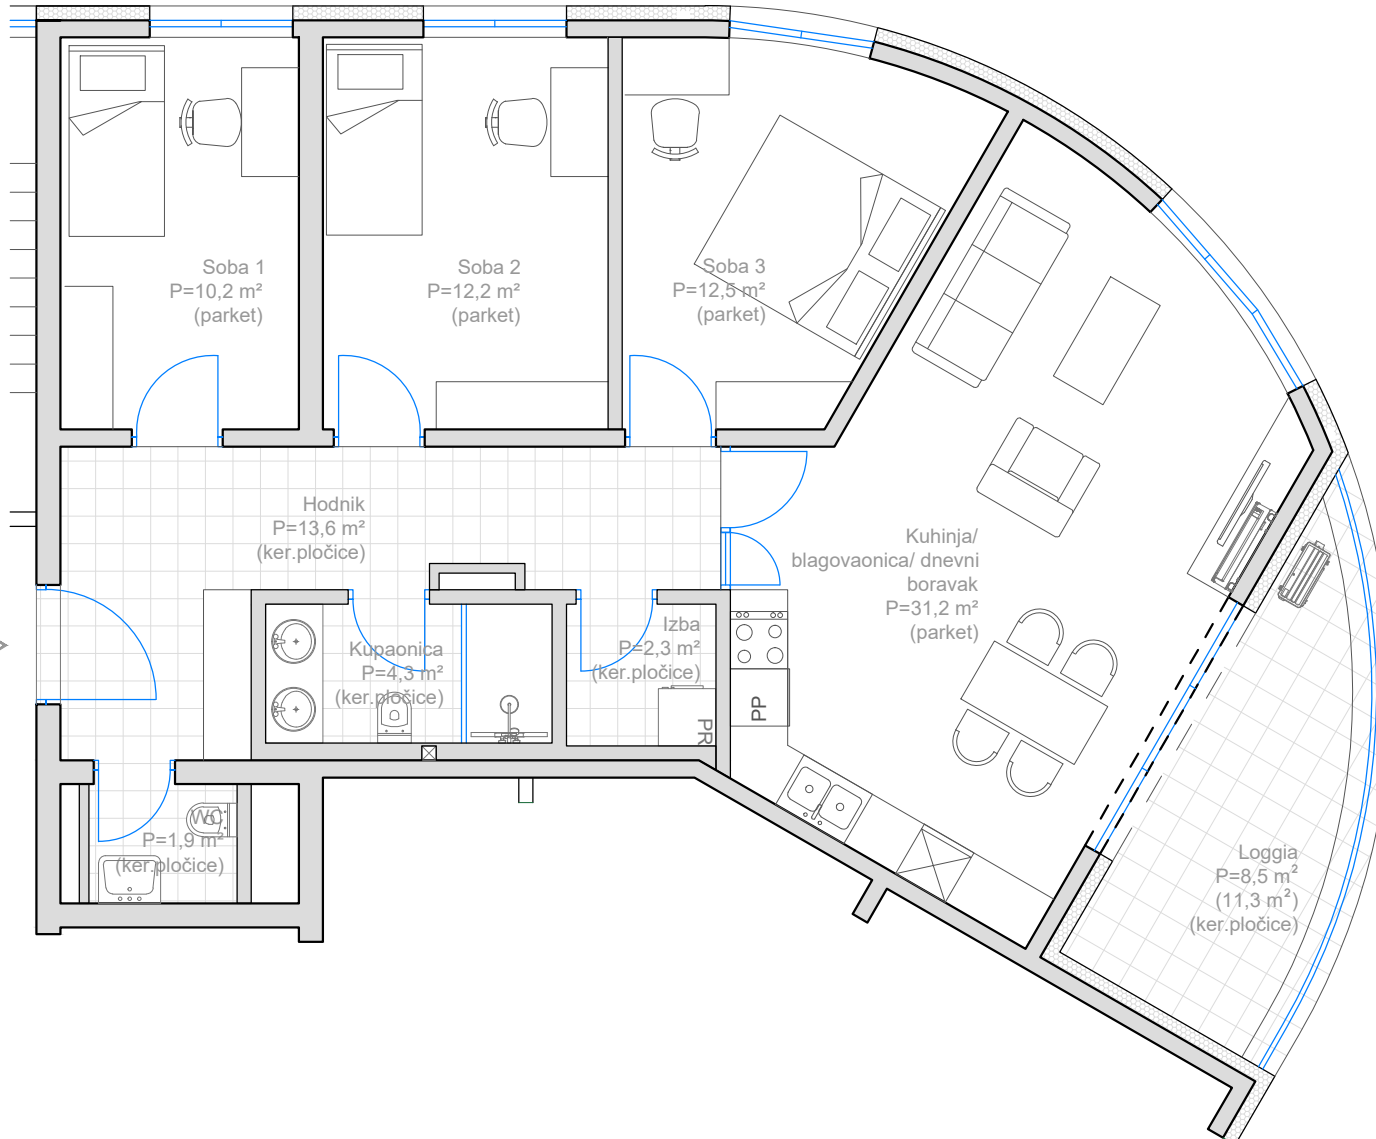 Soba 1
P=10,2 m²
(parket)
Soba 2
P=12,2 m²
(parket)
Soba 3
P=12,5 m²
(parket)
Hodnik
P=13,6 m²
(ker.pločice)
Kuhinja/
blagovaonica/ dnevni
boravak
P=31,2 m²
(parket)
Kupaonica
P=4,3 m²
(ker.pločice)
Izba
P=2,3 m²
(ker.pločice)
PR
PP
WC
P=1,9 m²
(ker.pločice)
Loggia
P=8,5 m²
(11,3 m²)
(ker.pločice)